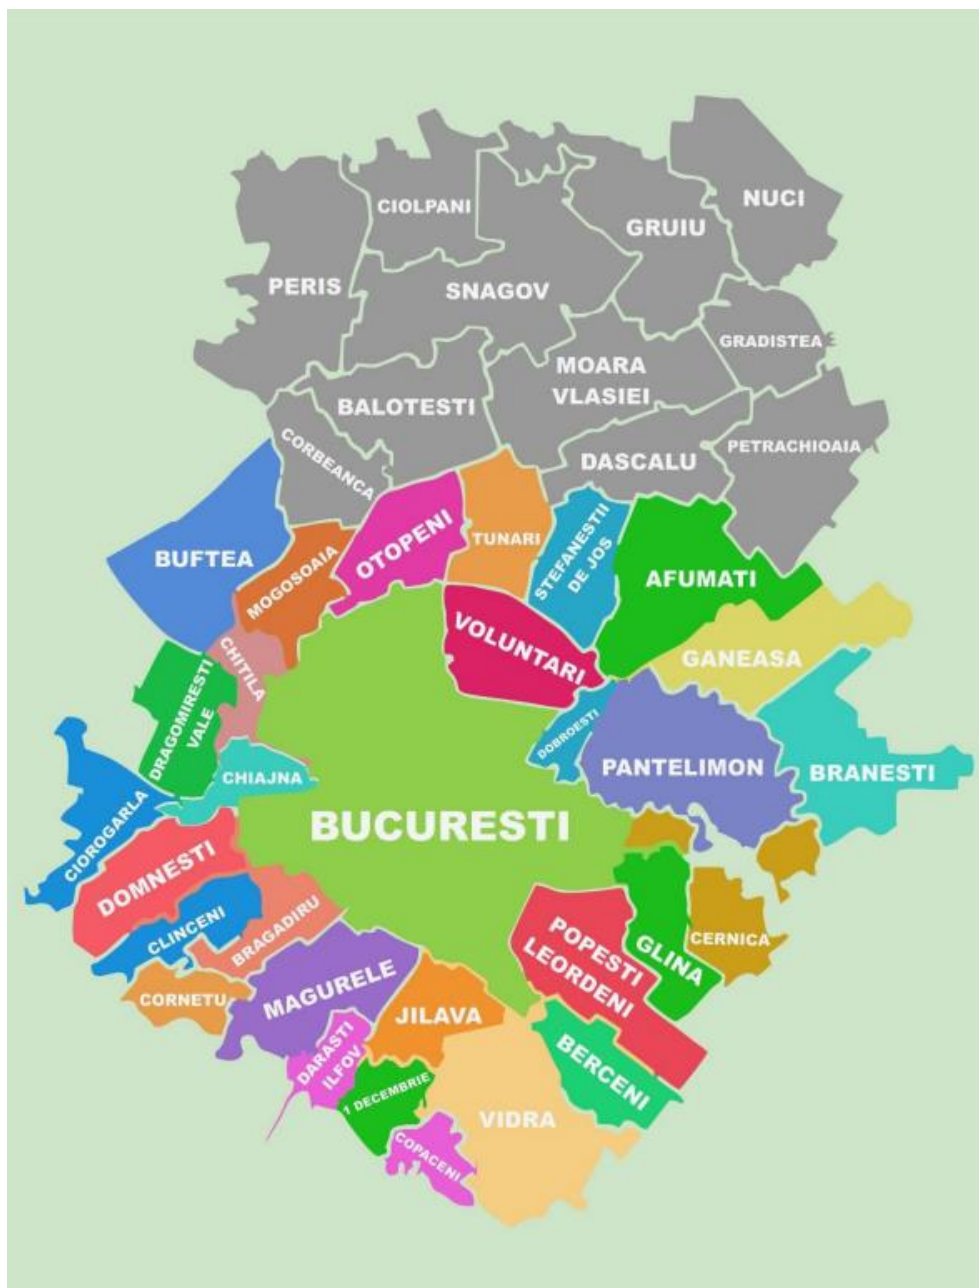 NUCI
CIOLPANI
GRUIU
PERIS
SNAGOV
GRADISTEA
MOARA
VLASIEI
BALOTESTI
PETRACHIOAIA
CORBEANCA
DASCALU
OTOPENI
TUNARI
STEFANESTII
DE JOS
BUFTEA
MOGOSOAIA
AFUMATI
VOLUNTARI
GANEASA
CHITILA
DRAGOMIRESTI
VALE
DOBROESTI
PANTELIMON
BRANESTI
CHIAJNA
CIOROGARLA
BUCURESTI
DOMNESTI
CLINCENI
BRAGADIRU
POPESTI
LEORDENI
GLINA
CERNICA
MAGURELE
CORNETU
JILAVA
DARASTI
ILFOV
BERCENI
1 DECEMBRIE
VIDRA
COPACENI